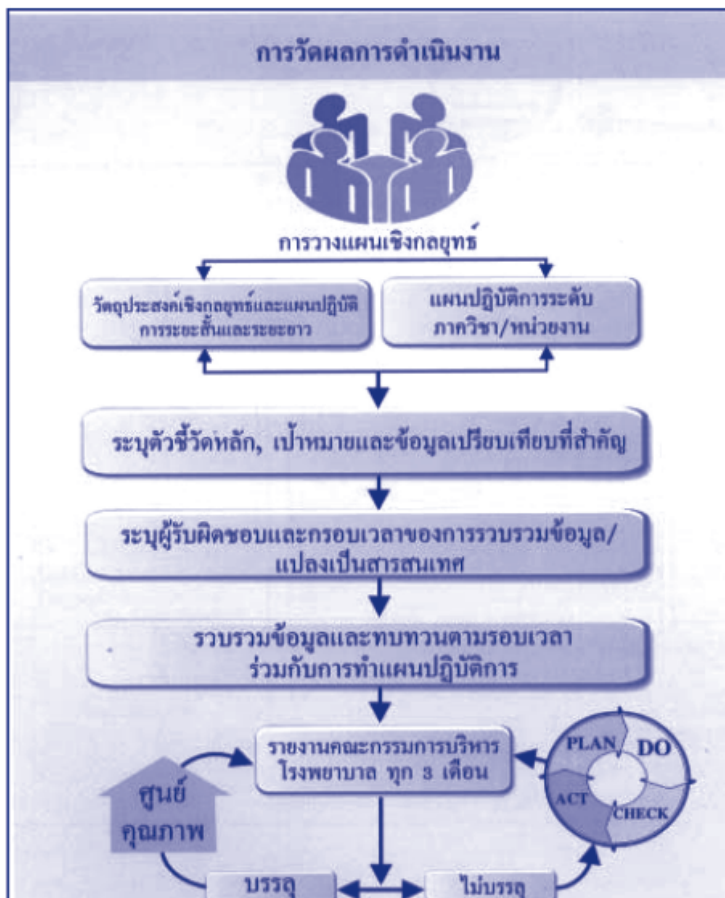 การวัดผลการดำเนินงาน
การวางแผนเชิงกลยุทธ์
วัตถุประสงค์เชิงกลยุทธ์และแผนปฏิบัติ
การระยะสั้นและระยะยาว
แผนปฏิบัติการระดับ
ภาควิชา/หน่วยงาน
ระบุตัวชี้วัดหลัก, เป้าหมายและข้อมูลเปรียบเทียบที่สำคัญ
ระบุผู้รับผิดชอบและกรอบเวลาของการรวบรวมข้อมูล/
แปลงเป็นสารสนเทศ
รวบรวมข้อมูลและทบทวนตามรอบเวลา
ร่วมกับการทำแผนปฏิบัติการ
รายงานคณะกรรมการบริหาร
โรงพยาบาล ทุก 3 เดือน
PLAN
DO
ACT
CHECK
ศูนย์
คุณภาพ
บรรลุ
ไม่บรรลุ